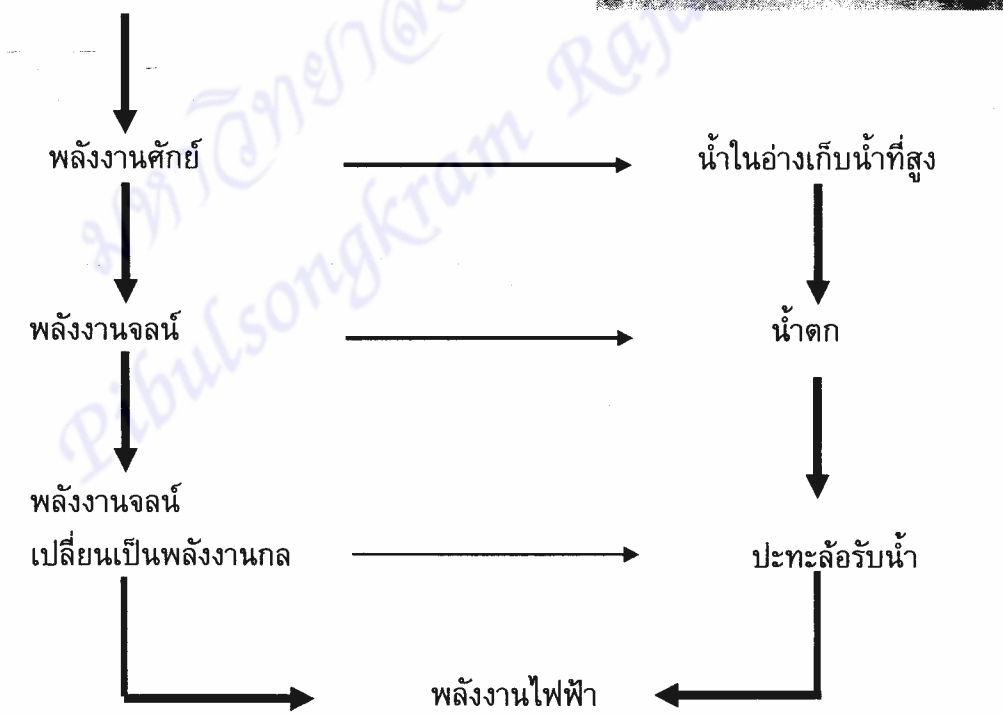 พลังงานศักย์
น้ำในอ่างเก็บน้ำที่สูง
พลังงานจลน์
น้ำตก
พลังงานจลน์
เปลี่ยนเป็นพลังงานกล
ปะทะล้อรับน้ำ
พลังงานไฟฟ้า
Pibulsongkram